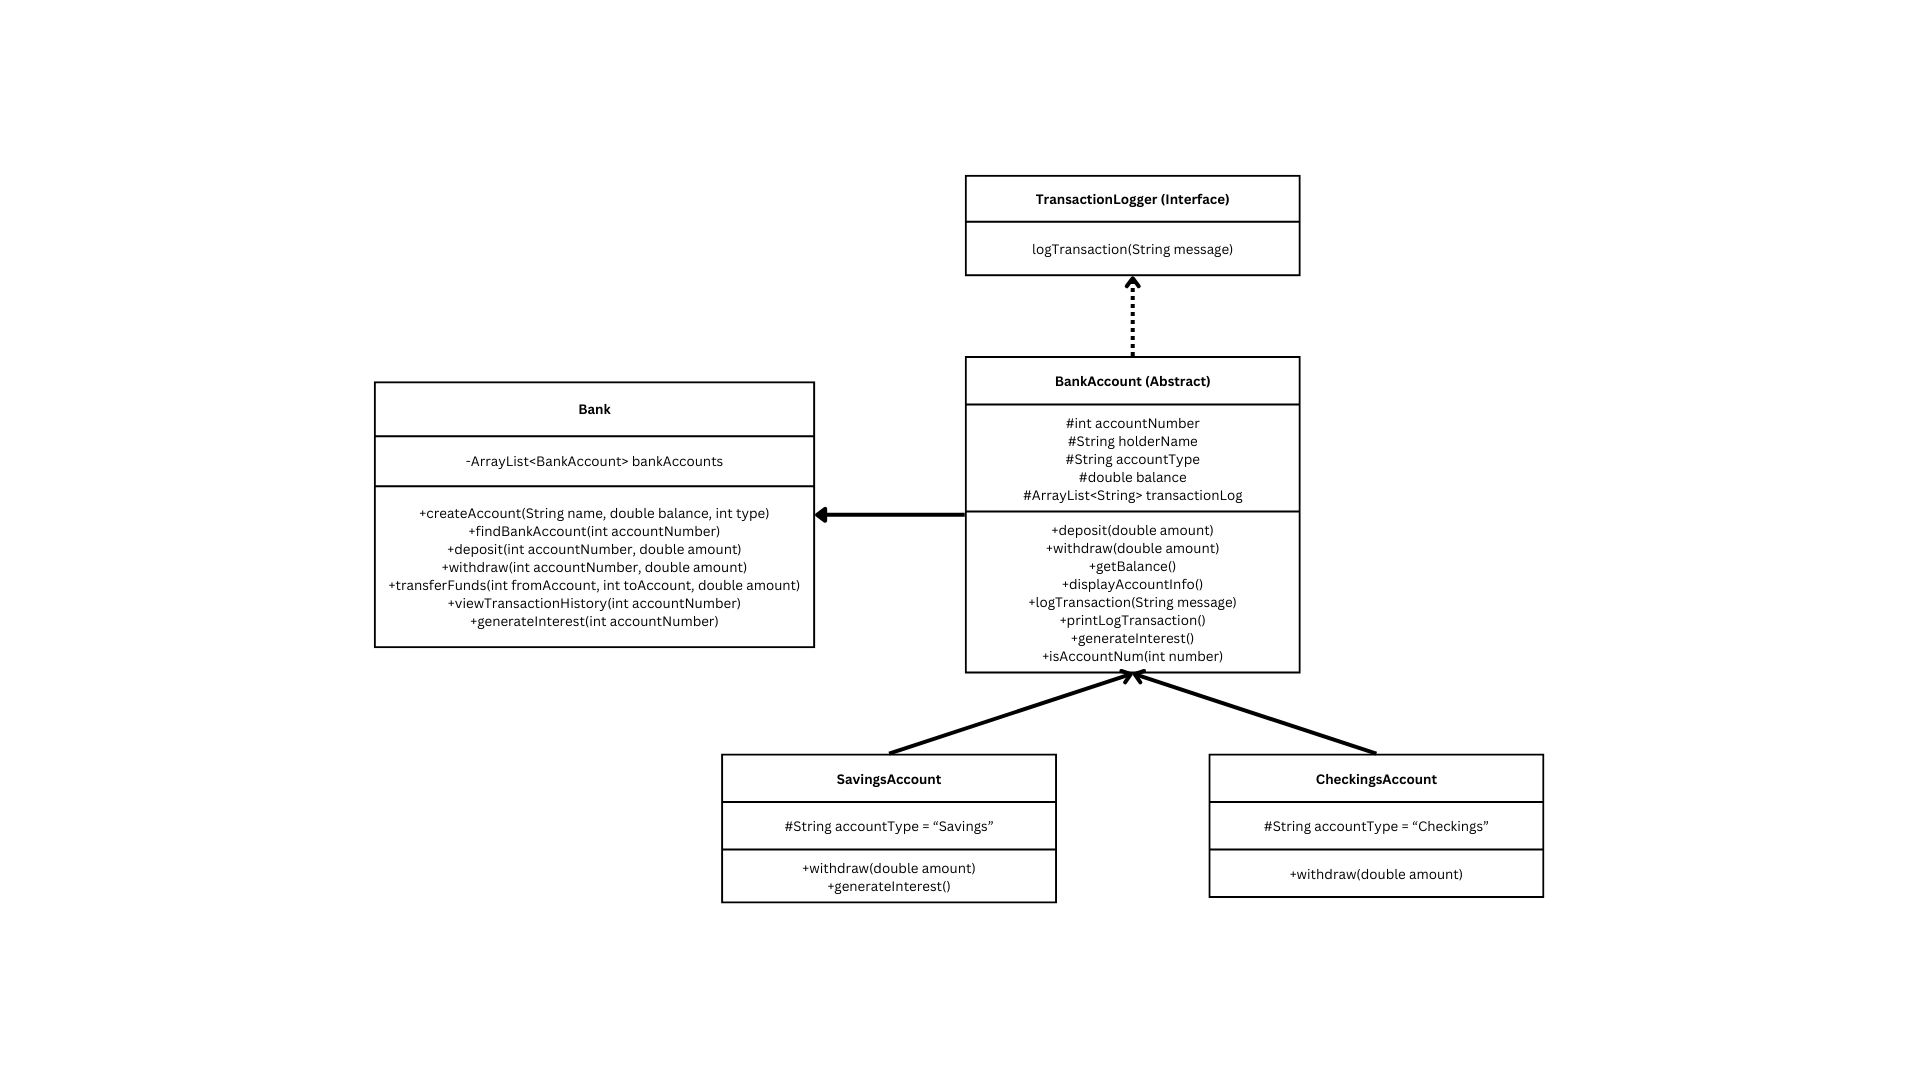 TransactionLogger (Interface)
logTransaction(String message)
BankAccount (Abstract)
#int accountNumber
#String holderName
#String accountType
#double balance
#ArrayList<String> transactionLog
+deposit(double amount)
+withdraw(double amount)
+getBalance()
+displayAccountInfo()
+logTransaction(String message)
+printLogTransaction()
+generateInterest()
+isAccountNum(int number)
Bank
-ArrayList<BankAccount> bankAccounts
+createAccount(String name, double balance, int type)
+findBankAccount(int accountNumber)
+deposit(int accountNumber, double amount)
+withdraw(int accountNumber, double amount)
+transferFunds(int fromAccount, int toAccount, double amount)
+viewTransactionHistory(int accountNumber)
+generateInterest(int accountNumber)
SavingsAccount
#String accountType = “Savings”
+withdraw(double amount)
+generateInterest()
CheckingsAccount
#String accountType = “Checkings”
+withdraw(double amount)